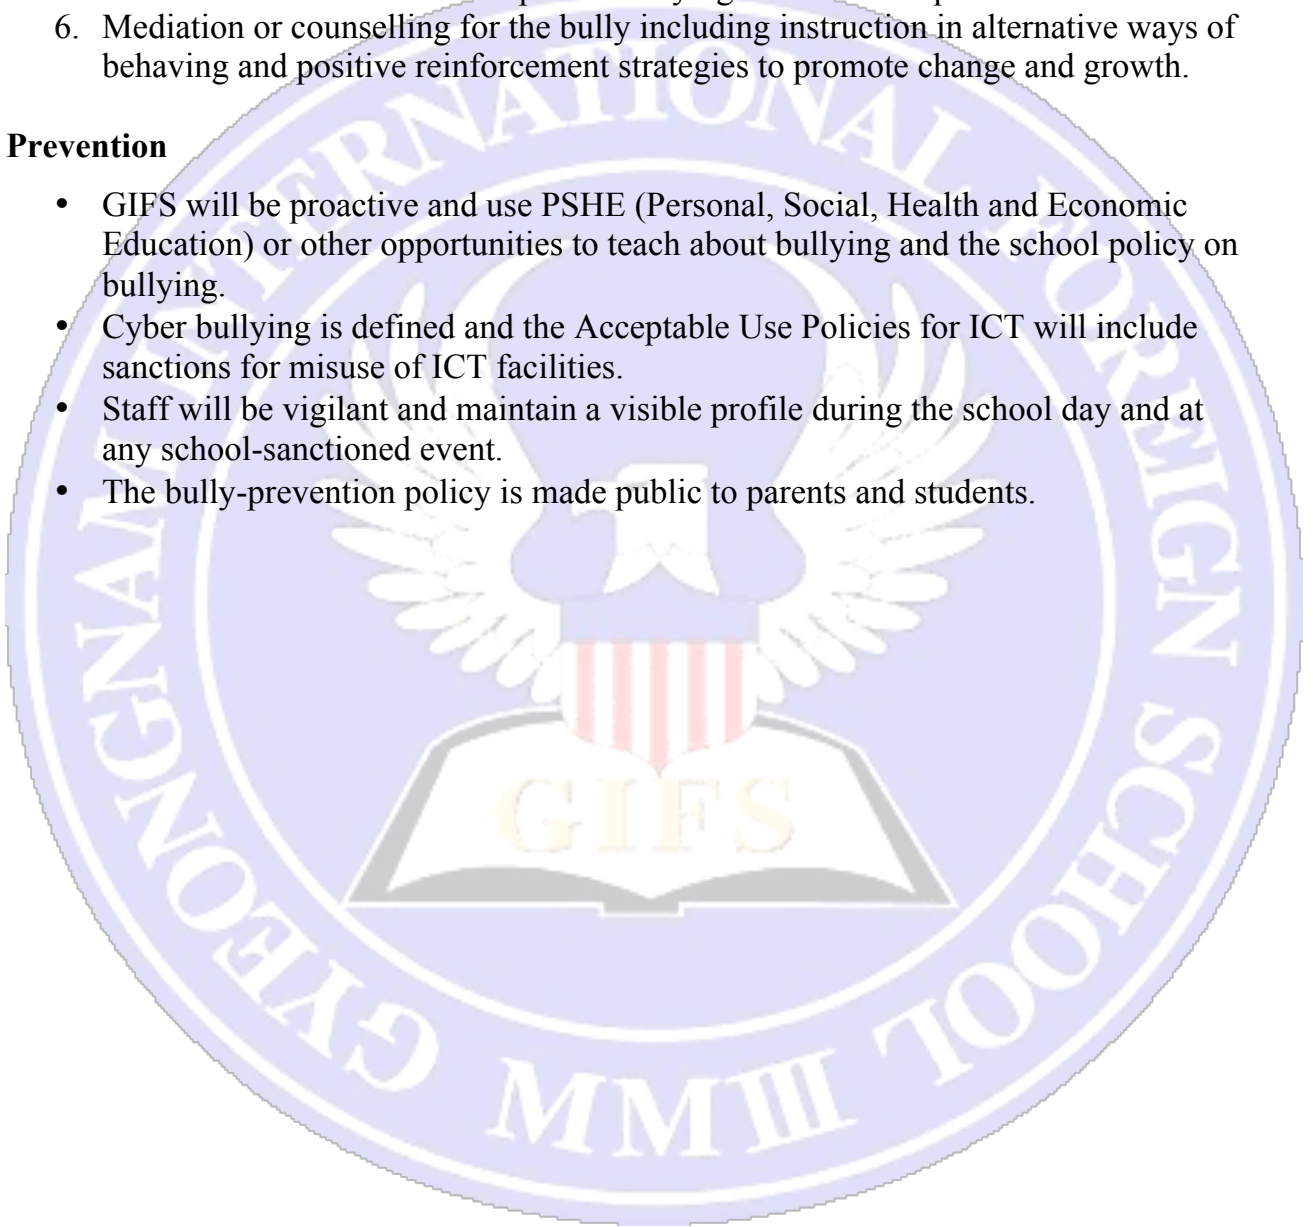 6. Mediation or counselling for the bully including instruction in alternative ways of
behaving and positive reinforcement strategies to promote change and growth.
Prevention
• GIFS will be proactive and use PSHE (Personal, Social, Health and Economic
Education) or other opportunities to teach about bullying and the school policy on
bullying.
• Cyber bullying is defined and the Acceptable Use Policies for ICT will include
sanctions for misuse of ICT facilities.
• Staff will be vigilant and maintain a visible profile during the school day and at
any school-sanctioned event.
• The bully-prevention policy is made public to parents and students.
GYEONGNAM INTERNATIONAL FOREIGN SCHOOL
GIFS
MMIII